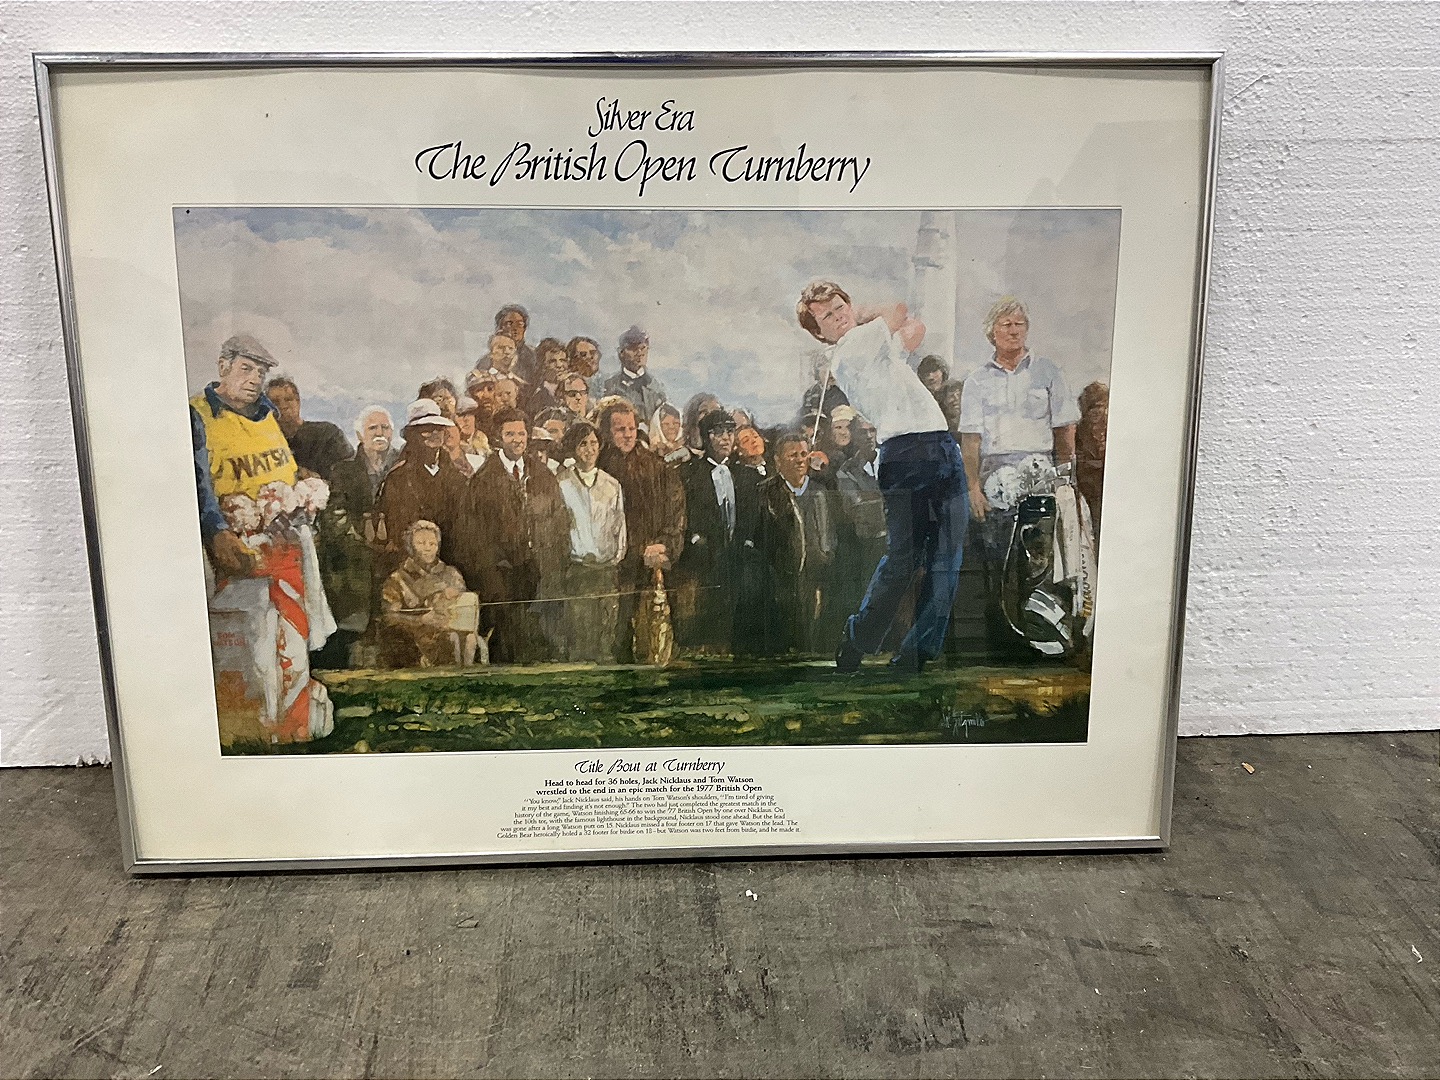 Silver Era
The British Open Turnberry
WATS
TOM
WATSON
Title Bout at Turnberry
Head to head for 36 holes, Jack Nicklaus and Tom Watson
wrestled to the end in an epic match for the 1977 British Open
"You know," Jack Nicklaus said, his hands on Tom Watson's shoulders, "I'm tired of giving
it my best and finding it's not enough." The two had just completed the greatest match in the
history of the game, Watson finishing 65-66 to win the '77 British Open by one over Nicklaus. On
the 10th tee, with the famous lighthouse in the background, Nicklaus stood one ahead. But the lead
was gone after a long Watson putt on 15. Nicklaus missed a four footer on 17 that gave Watson the lead. The
Golden Bear heroically holed a 32 footer for birdie on 18–but Watson was two feet from birdie, and he made it.